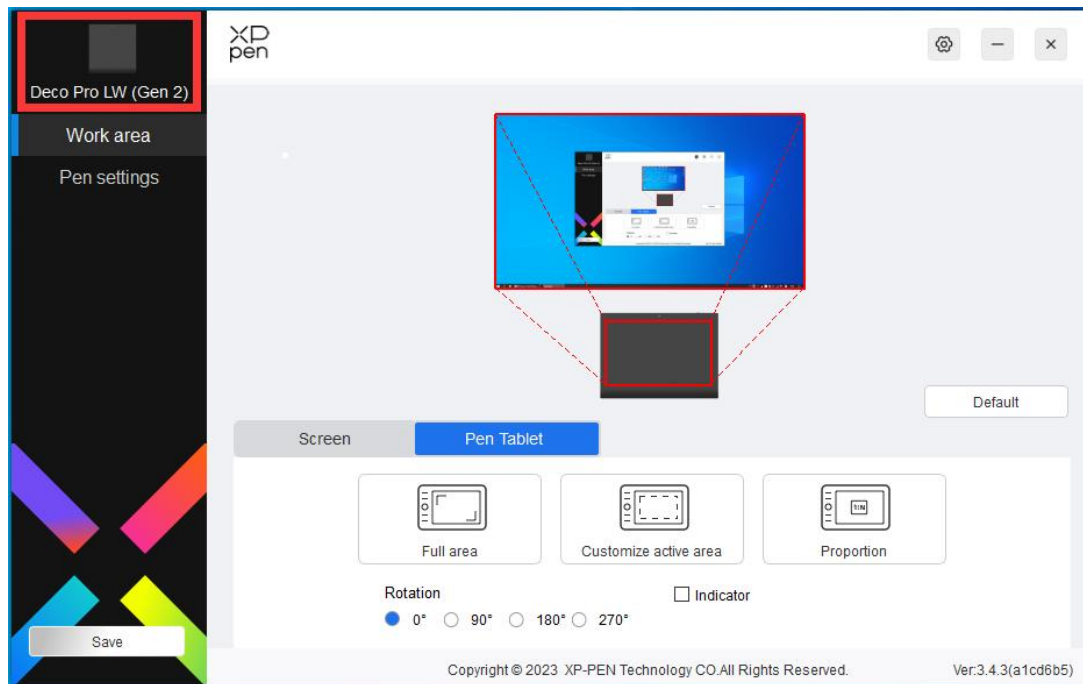 XP
pen
Deco Pro LW (Gen 2)
Work area
Pen settings
Default
Screen
Pen Tablet
Full area
Customize active area
1:N
Proportion
Rotation
Indicator
0° 90° 180° 270°
Save
Copyright © 2023 XP-PEN Technology CO.All Rights Reserved.
Ver:3.4.3(a1cd6b5)